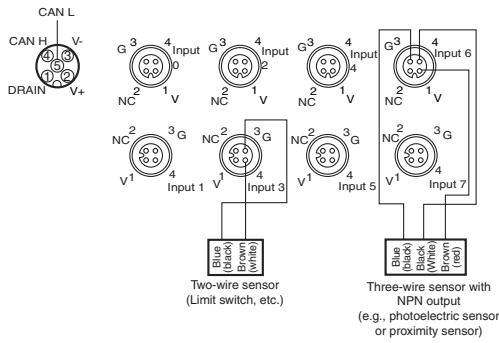 CAN L
CAN H
V-
4
3
5
1
2
DRAIN
V+
G 3
4 Input 0
2 NC
1 V
G 3
4 Input 2
2 NC
1 V
G 3
4 Input 4
2 NC
1 V
G 3
4 Input 6
2 NC
1 V
NC 2
3 G
V 1
4 Input 1
NC 2
3 G
V 1
4 Input 3
NC 2
3 G
V 1
4 Input 5
NC 2
3 G
V 1
4 Input 7
Blue (black)
Brown (white)
Two-wire sensor
(Limit switch, etc.)
Blue (black)
Black (White)
Brown (red)
Three-wire sensor with
NPN output
(e.g., photoelectric sensor
or proximity sensor)